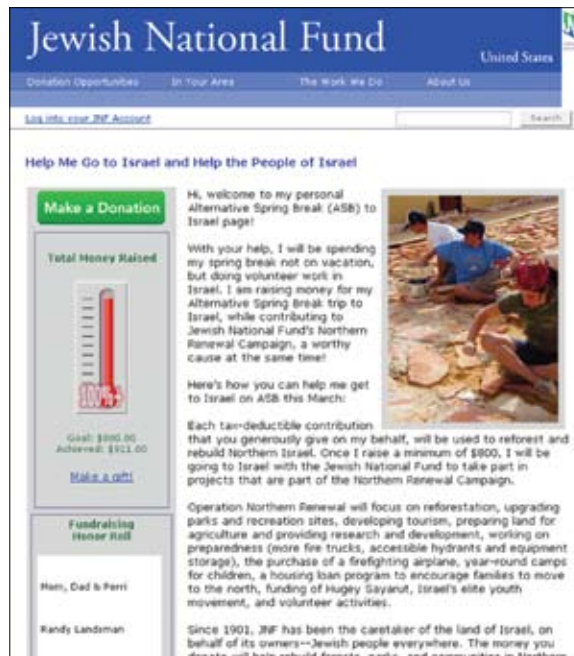 Jewish National Fund
United States
Donation Opportunities In Your Area The Work We Do About Us
Log into your JNF Account Search
Help Me Go to Israel and Help the People of Israel
Make a Donation
Total Money Raised
100%+
Goal: $800.00
Achieved: $911.00
Make a gift!
Fundraising
Honor Roll
Mom, Dad & Perri
Randy Landsman
Hi, welcome to my personal
Alternative Spring Break (ASB) to
Israel page!
With your help, I will be spending
my spring break not on vacation,
but doing volunteer work in
Israel. I am raising money for my
Alternative Spring Break trip to
Israel, while contributing to
Jewish National Fund's Northern
Renewal Campaign, a worthy
cause at the same time!
Here's how you can help me get
to Israel on ASB this March:
Each tax-deductible contribution
that you generously give on my behalf, will be used to reforest and
rebuild Northern Israel. Once I raise a minimum of $800, I will be
going to Israel with the Jewish National Fund to take part in
projects that are part of the Northern Renewal Campaign.
Operation Northern Renewal will focus on reforestation, upgrading
parks and recreation sites, developing tourism, preparing land for
agriculture and providing research and development, working on
preparedness (more fire trucks, accessible hydrants and equipment
storage), the purchase of a firefighting airplane, year-round camps
for children, a housing loan program to encourage families to move
to the north, funding of Hugey Sayarut, Israel's elite youth
movement, and volunteer activities.
Since 1901, JNF has been the caretaker of the land of Israel, on
behalf of its owners--Jewish people everywhere. The money you
donate will help rebuild forests, parks, and communities in Northern